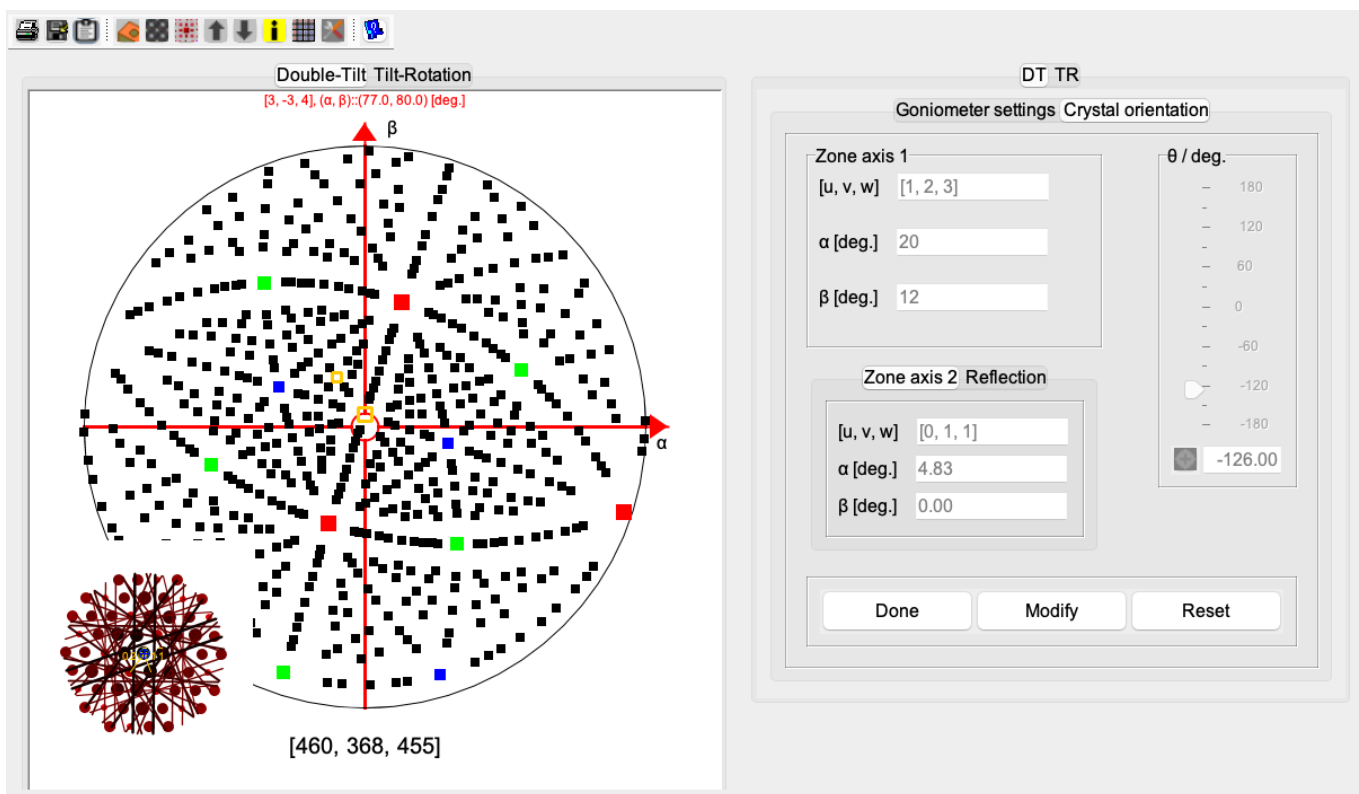 Double-Tilt Tilt-Rotation
DT TR
[3, -3, 4], (α, β)::(77.0, 80.0) [deg.]
β
α
[460, 368, 455]
Goniometer settings Crystal orientation
Zone axis 1
[u, v, w] [1, 2, 3]
α [deg.] 20
β [deg.] 12
Zone axis 2 Reflection
[u, v, w] [0, 1, 1]
α [deg.] 4.83
β [deg.] 0.00
θ / deg.
180
120
60
0
-60
-120
-180
-126.00
Done Modify Reset